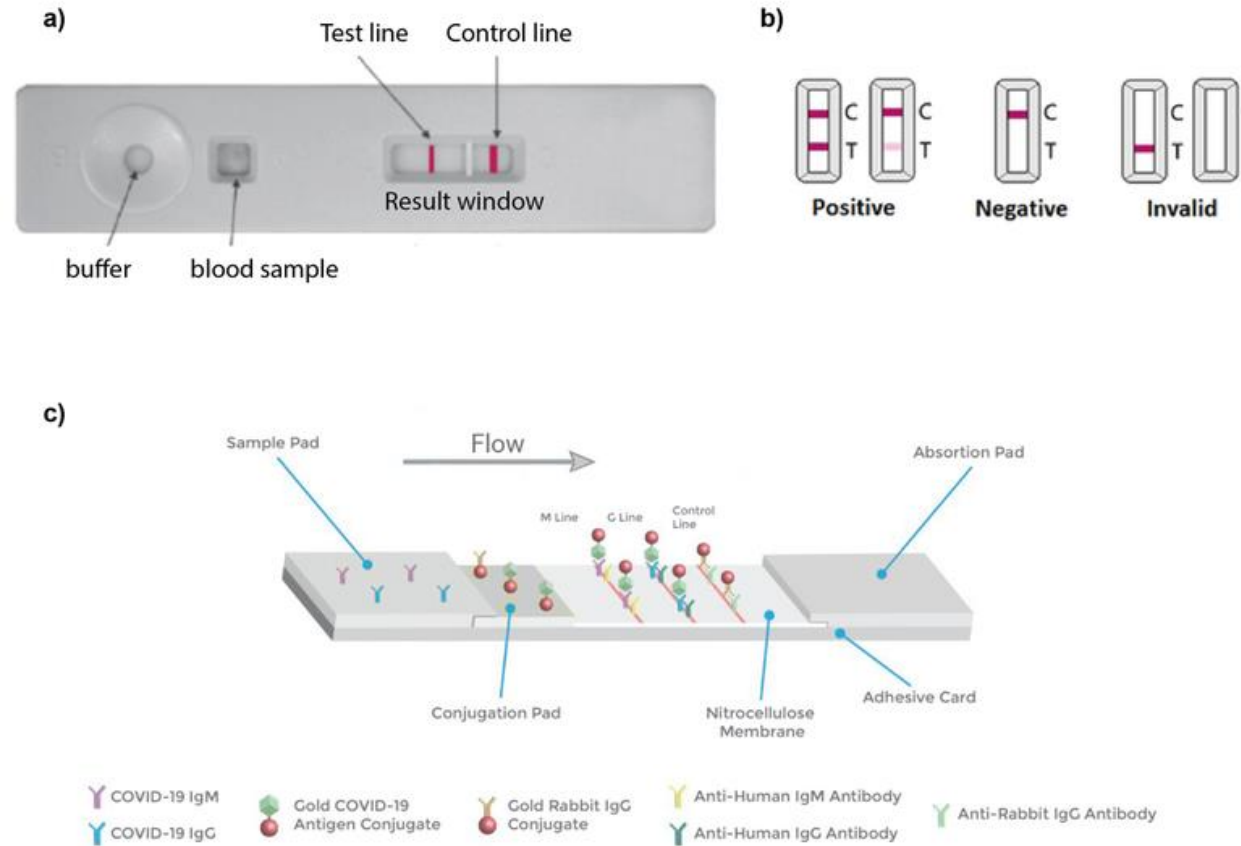 a)
Test line
Control line
Result window
buffer
blood sample
b)
C
T
C
T
C
T
Positive
Negative
Invalid
c)
Sample Pad
Flow
Absortion Pad
M Line
G Line
Control
Line
Conjugation Pad
Nitrocellulose
Membrane
Adhesive Card
COVID-19 IgM
COVID-19 IgG
Gold COVID-19
Antigen Conjugate
Gold Rabbit IgG
Conjugate
Anti-Human IgM Antibody
Anti-Human IgG Antibody
Anti-Rabbit IgG Antibody